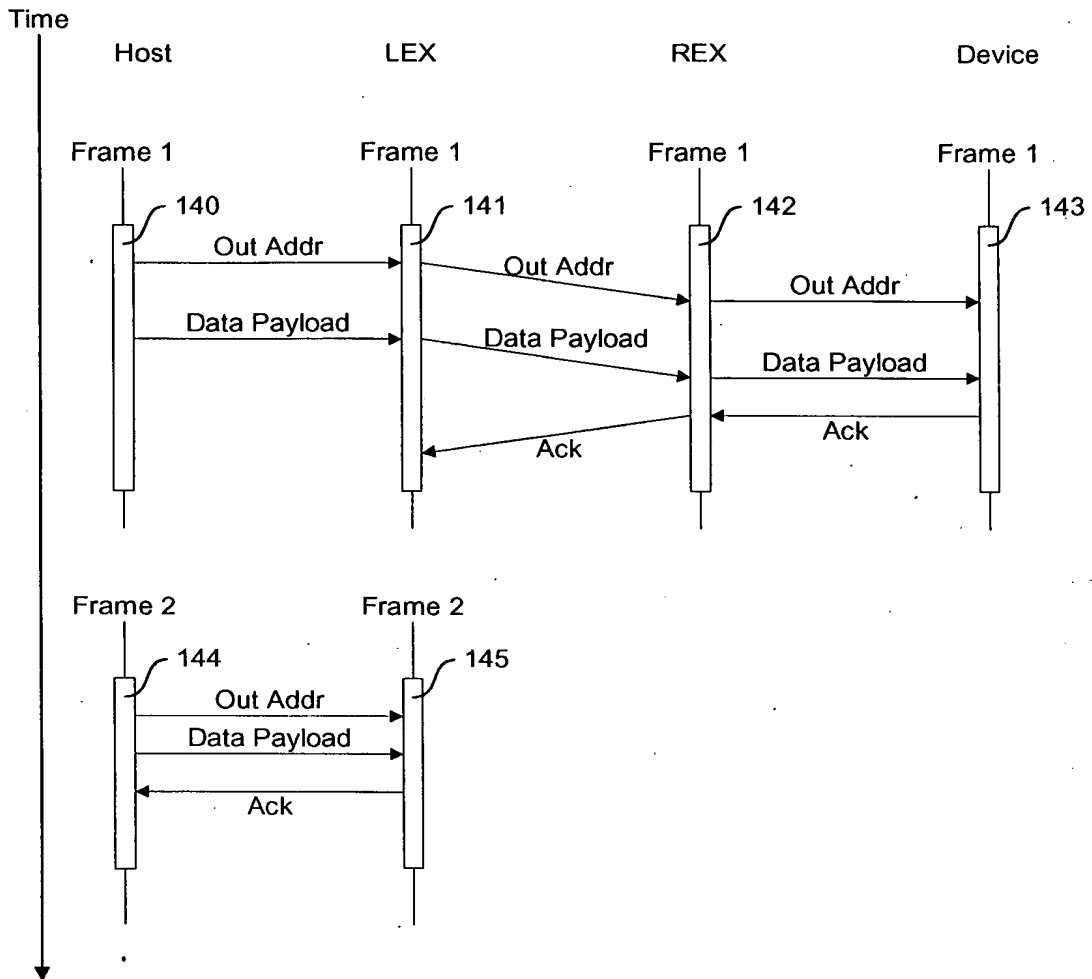 Time
Host LEX REX Device
Frame 1 Frame 1 Frame 1 Frame 1
140 141 142 143
Out Addr Out Addr Out Addr
Data Payload Data Payload Data Payload
Ack Ack
Frame 2 Frame 2
144 145
Out Addr
Data Payload
Ack